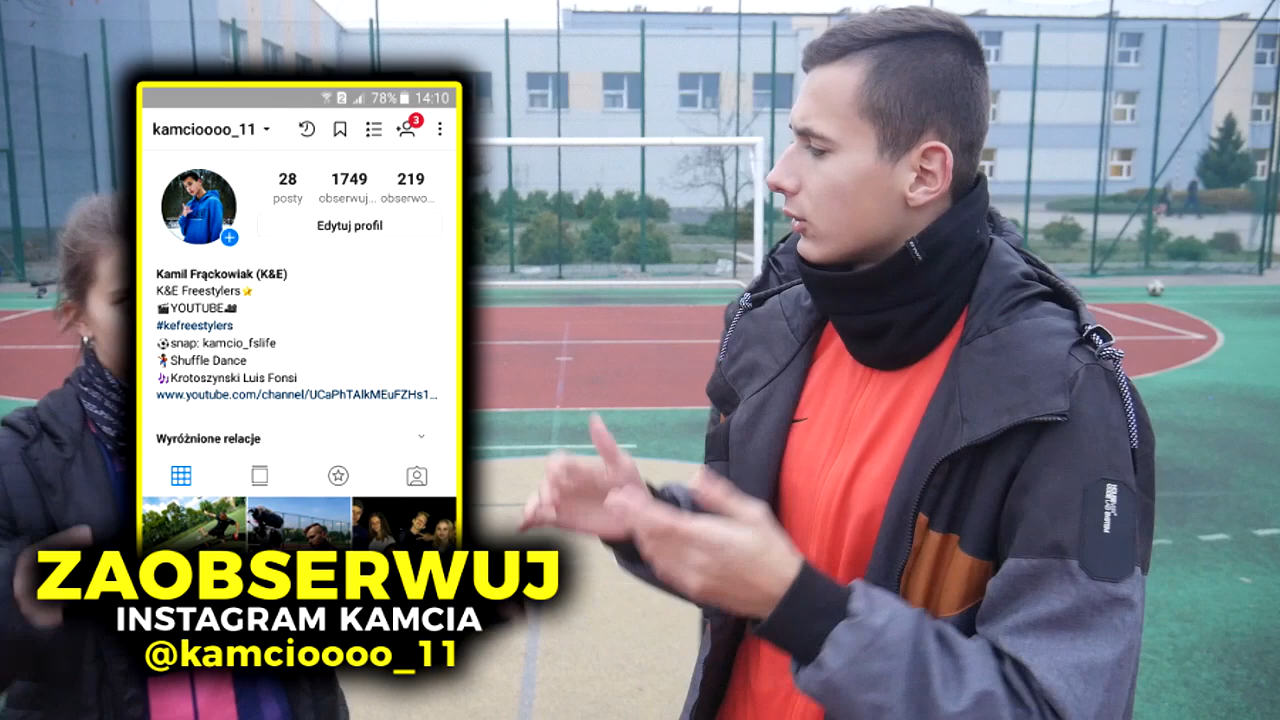 78% 14:10
kamcioooo_11
3
28 1749 219
posty obserwuj... obserwo...
Edytuj profil
Kamil Frąckowiak (K&E)
K&E Freestylers
YOUTUBE
#kefreestylers
snap: kamcio_fslife
Shuffle Dance
Krotoszynski Luis Fonsi
www.youtube.com/channel/UCaPhTAlkMEuFZHs1...
Wyróżnione relacje
ZAOBSERWUJ
INSTAGRAM KAMCIA
@kamcioooo_11